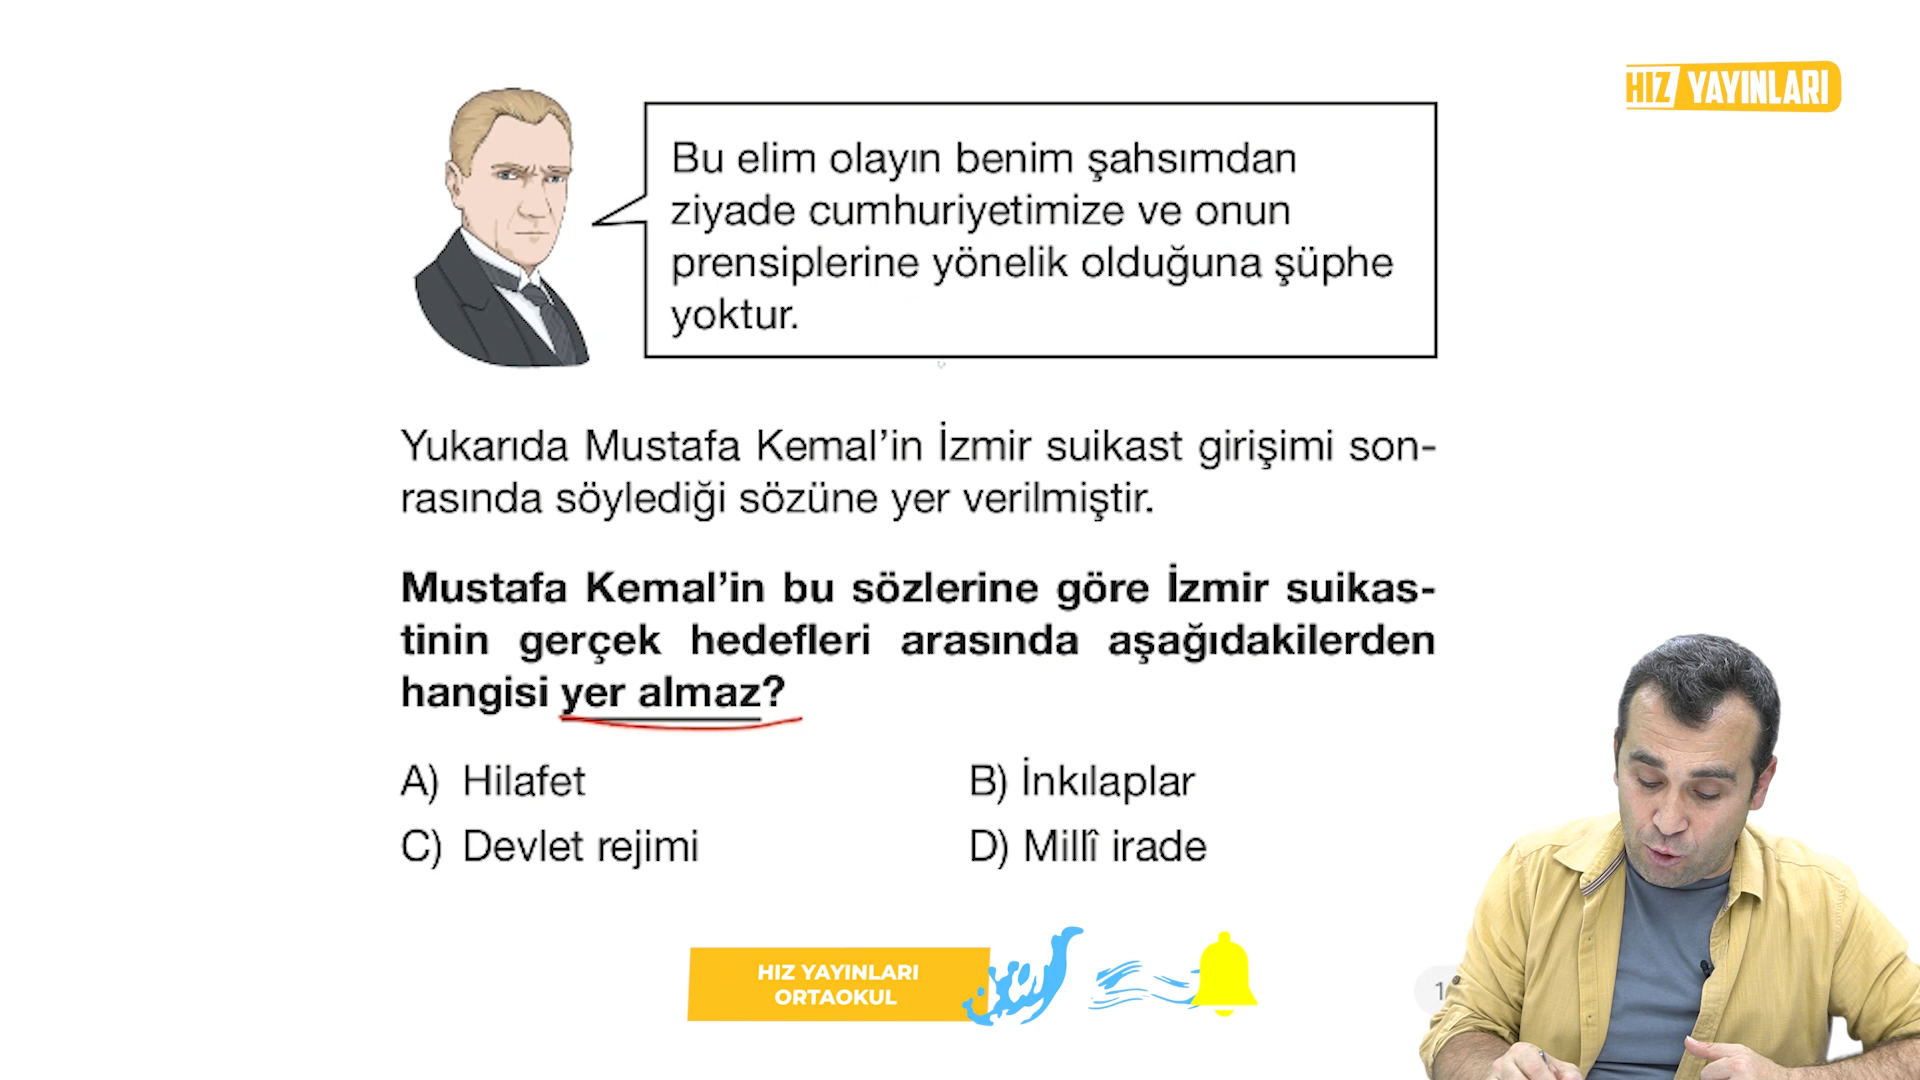 HIZ YAYINLARI
Bu elim olayın benim şahsımdan
ziyade cumhuriyetimize ve onun
prensiplerine yönelik olduğuna şüphe
yoktur.
Yukarıda Mustafa Kemal’in İzmir suikast girişimi son-
rasında söylediği sözüne yer verilmiştir.
Mustafa Kemal’in bu sözlerine göre İzmir suikas-
tinin gerçek hedefleri arasında aşağıdakilerden
hangisi yer almaz?
A) Hilafet
B) İnkılaplar
C) Devlet rejimi
D) Millî irade
HIZ YAYINLARI
ORTAOKUL